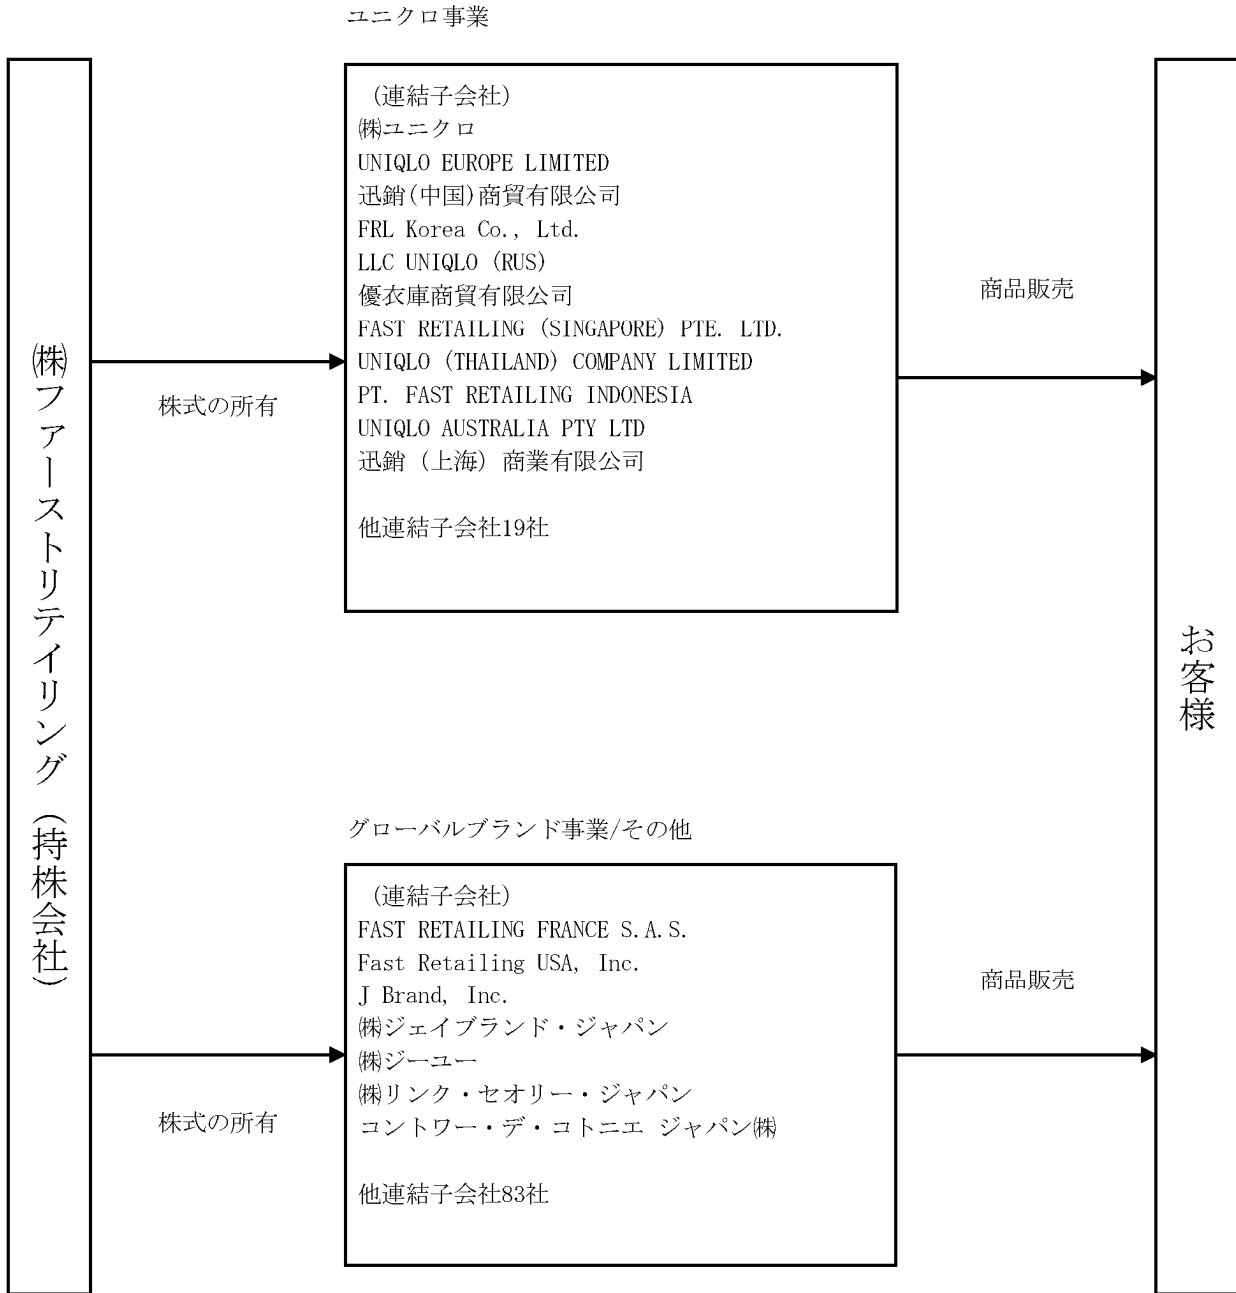 ユニクロ事業
㈱ファーストリテイリング（持株会社）
株式の所有
（連結子会社）
㈱ユニクロ
UNIQLO EUROPE LIMITED
迅銷(中国)商貿有限公司
FRL Korea Co., Ltd.
LLC UNIQLO (RUS)
優衣庫商貿有限公司
FAST RETAILING (SINGAPORE) PTE. LTD.
UNIQLO (THAILAND) COMPANY LIMITED
PT. FAST RETAILING INDONESIA
UNIQLO AUSTRALIA PTY LTD
迅銷（上海）商業有限公司
他連結子会社19社
商品販売
お客様
グローバルブランド事業/その他
株式の所有
（連結子会社）
FAST RETAILING FRANCE S.A.S.
Fast Retailing USA, Inc.
J Brand, Inc.
㈱ジェイブランド・ジャパン
㈱ジーユー
㈱リンク・セオリー・ジャパン
コントワー・デ・コトニエ ジャパン㈱
他連結子会社83社
商品販売